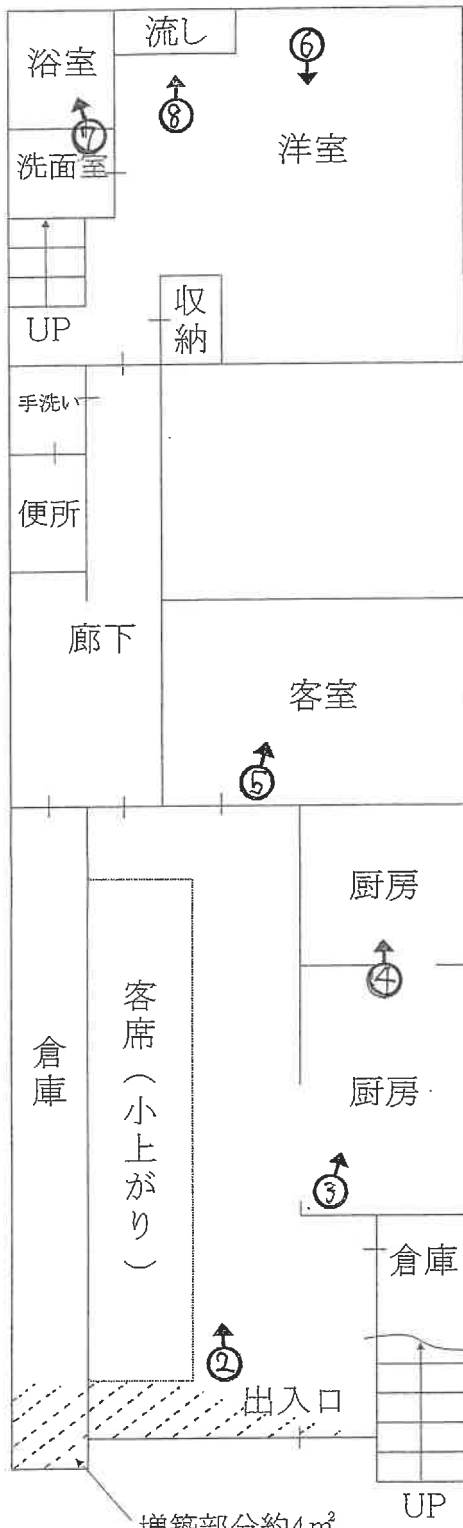 流し
⑥
浴室
⑧
⑦
洋室
洗面室
収納
UP
手洗い
便所
廊下
客室
⑤
厨房
④
客席（小上がり）
倉庫
厨房
③
倉庫
②
出入口
UP
増築部分約4㎡